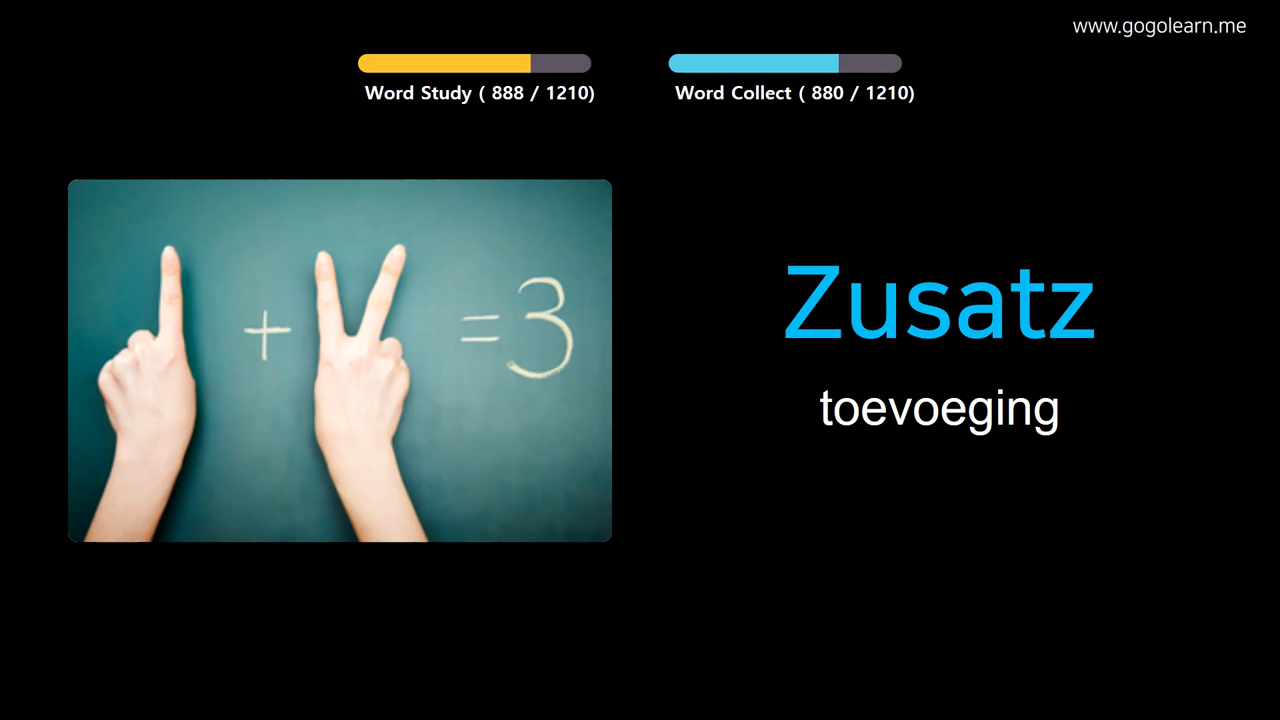 www.gogolearn.me
Word Study ( 888 / 1210)
Word Collect ( 880 / 1210)
+ = 3
Zusatz
toevoeging